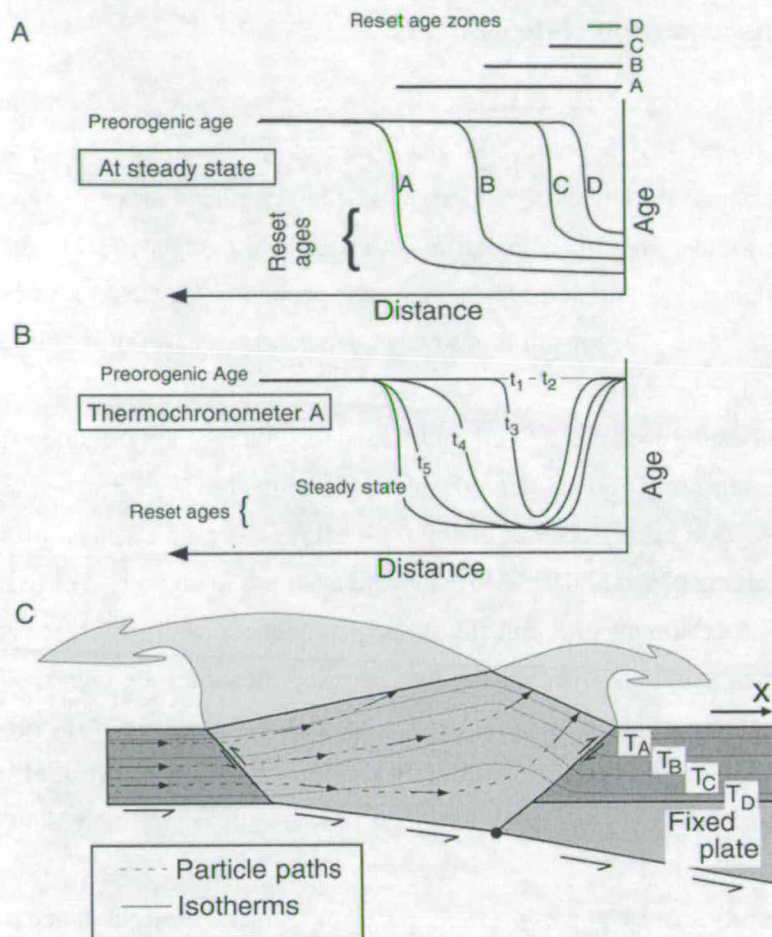 A
Reset age zones
D
C
B
A
Preorogenic age
At steady state
A
B
C
D
Reset
ages
{
Age
Distance
B
Preorogenic Age
t1 - t2
Thermochronometer A
t3
t4
t5
Steady state
Reset ages {
Age
Distance
C
X
TA
TB
TC
TD
Fixed
plate
Particle paths
Isotherms